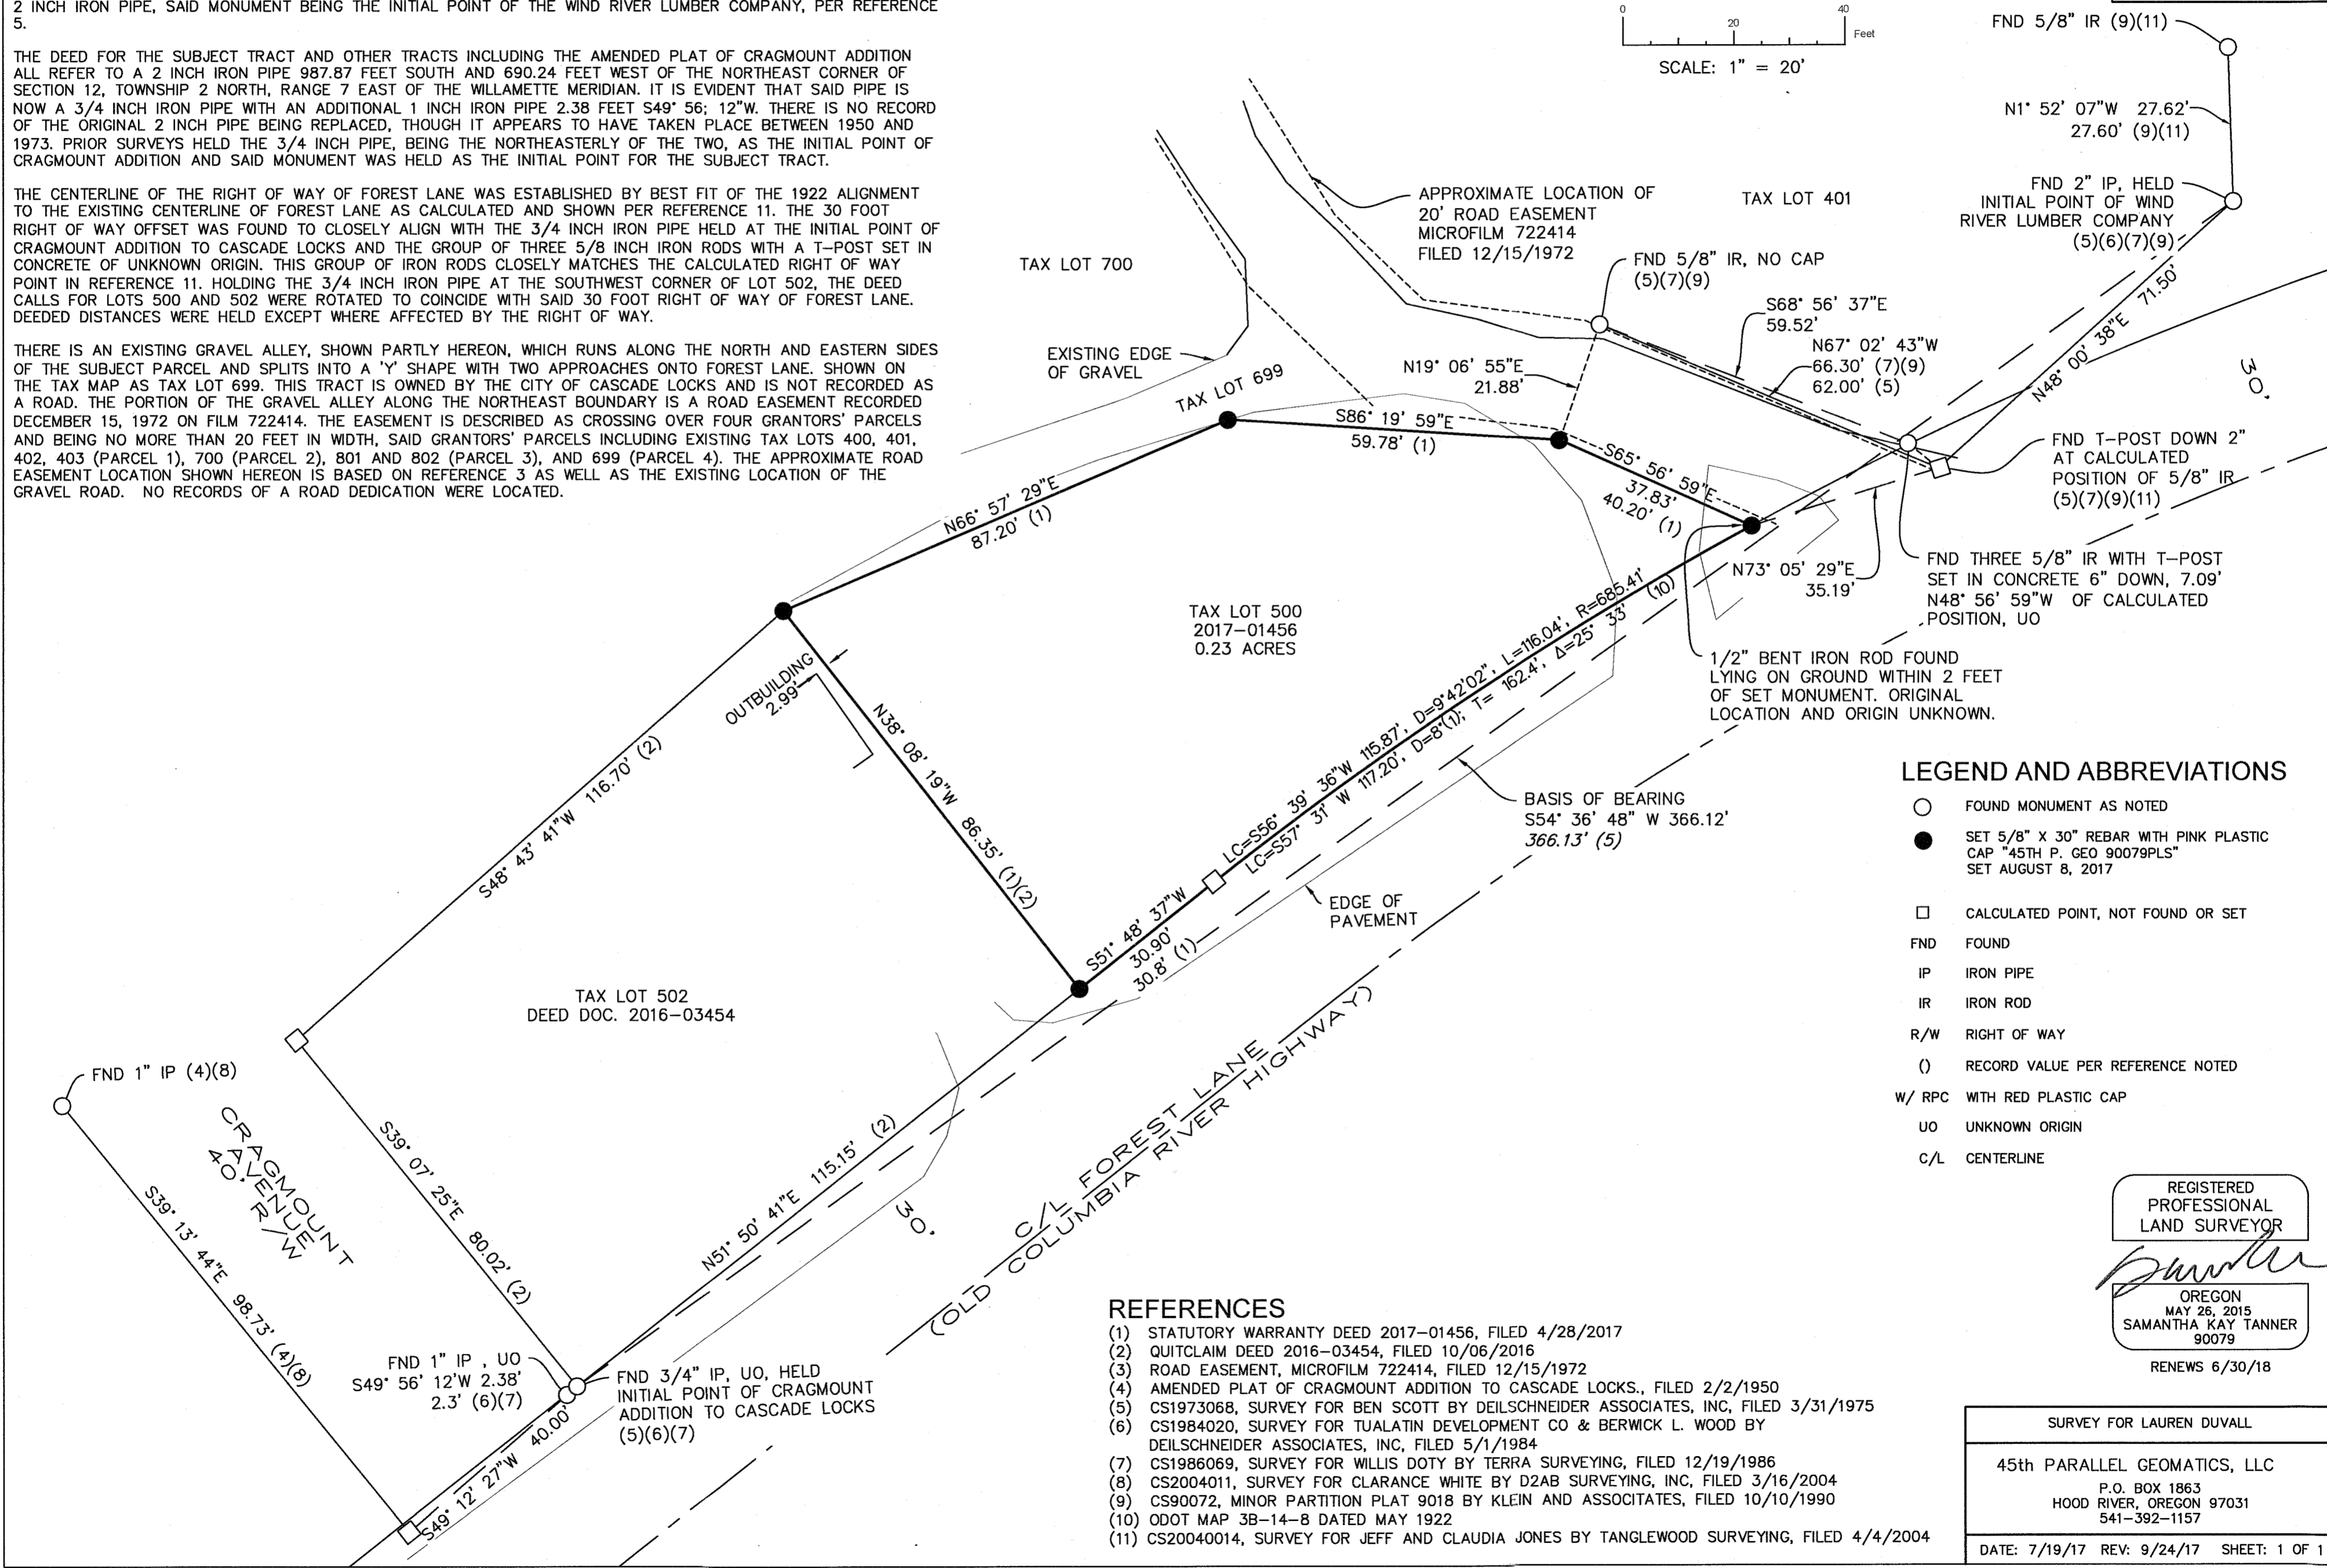 2 INCH IRON PIPE, SAID MONUMENT BEING THE INITIAL POINT OF THE WIND RIVER LUMBER COMPANY, PER REFERENCE
5.
THE DEED FOR THE SUBJECT TRACT AND OTHER TRACTS INCLUDING THE AMENDED PLAT OF CRAGMOUNT ADDITION
ALL REFER TO A 2 INCH IRON PIPE 987.87 FEET SOUTH AND 690.24 FEET WEST OF THE NORTHEAST CORNER OF
SECTION 12, TOWNSHIP 2 NORTH, RANGE 7 EAST OF THE WILLAMETTE MERIDIAN. IT IS EVIDENT THAT SAID PIPE IS
NOW A 3/4 INCH IRON PIPE WITH AN ADDITIONAL 1 INCH IRON PIPE 2.38 FEET S49° 56; 12"W. THERE IS NO RECORD
OF THE ORIGINAL 2 INCH PIPE BEING REPLACED, THOUGH IT APPEARS TO HAVE TAKEN PLACE BETWEEN 1950 AND
1973. PRIOR SURVEYS HELD THE 3/4 INCH PIPE, BEING THE NORTHEASTERLY OF THE TWO, AS THE INITIAL POINT OF
CRAGMOUNT ADDITION AND SAID MONUMENT WAS HELD AS THE INITIAL POINT FOR THE SUBJECT TRACT.
THE CENTERLINE OF THE RIGHT OF WAY OF FOREST LANE WAS ESTABLISHED BY BEST FIT OF THE 1922 ALIGNMENT
TO THE EXISTING CENTERLINE OF FOREST LANE AS CALCULATED AND SHOWN PER REFERENCE 11. THE 30 FOOT
RIGHT OF WAY OFFSET WAS FOUND TO CLOSELY ALIGN WITH THE 3/4 INCH IRON PIPE HELD AT THE INITIAL POINT OF
CRAGMOUNT ADDITION TO CASCADE LOCKS AND THE GROUP OF THREE 5/8 INCH IRON RODS WITH A T-POST SET IN
CONCRETE OF UNKNOWN ORIGIN. THIS GROUP OF IRON RODS CLOSELY MATCHES THE CALCULATED RIGHT OF WAY
POINT IN REFERENCE 11. HOLDING THE 3/4 INCH IRON PIPE AT THE SOUTHWEST CORNER OF LOT 502, THE DEED
CALLS FOR LOTS 500 AND 502 WERE ROTATED TO COINCIDE WITH SAID 30 FOOT RIGHT OF WAY OF FOREST LANE.
DEEDED DISTANCES WERE HELD EXCEPT WHERE AFFECTED BY THE RIGHT OF WAY.
THERE IS AN EXISTING GRAVEL ALLEY, SHOWN PARTLY HEREON, WHICH RUNS ALONG THE NORTH AND EASTERN SIDES
OF THE SUBJECT PARCEL AND SPLITS INTO A 'Y' SHAPE WITH TWO APPROACHES ONTO FOREST LANE. SHOWN ON
THE TAX MAP AS TAX LOT 699. THIS TRACT IS OWNED BY THE CITY OF CASCADE LOCKS AND IS NOT RECORDED AS
A ROAD. THE PORTION OF THE GRAVEL ALLEY ALONG THE NORTHEAST BOUNDARY IS A ROAD EASEMENT RECORDED
DECEMBER 15, 1972 ON FILM 722414. THE EASEMENT IS DESCRIBED AS CROSSING OVER FOUR GRANTORS' PARCELS
AND BEING NO MORE THAN 20 FEET IN WIDTH, SAID GRANTORS' PARCELS INCLUDING EXISTING TAX LOTS 400, 401,
402, 403 (PARCEL 1), 700 (PARCEL 2), 801 AND 802 (PARCEL 3), AND 699 (PARCEL 4). THE APPROXIMATE ROAD
EASEMENT LOCATION SHOWN HEREON IS BASED ON REFERENCE 3 AS WELL AS THE EXISTING LOCATION OF THE
GRAVEL ROAD. NO RECORDS OF A ROAD DEDICATION WERE LOCATED.
0 20 40
Feet
SCALE: 1" = 20'
FND 5/8" IR (9)(11)
N1° 52' 07"W 27.62'
27.60' (9)(11)
FND 2" IP, HELD
INITIAL POINT OF WIND
RIVER LUMBER COMPANY
(5)(6)(7)(9)
APPROXIMATE LOCATION OF
20' ROAD EASEMENT
MICROFILM 722414
FILED 12/15/1972
TAX LOT 401
TAX LOT 700
FND 5/8" IR, NO CAP
(5)(7)(9)
S68° 56' 37"E
59.52'
N67° 02' 43"W
66.30' (7)(9)
62.00' (5)
71.50'
N48° 00' 38"E
30'
EXISTING EDGE
OF GRAVEL
TAX LOT 699
N19° 06' 55"E
21.88'
S86° 19' 59"E
59.78' (1)
S65° 56' 59"E
37.83'
40.20' (1)
FND T-POST DOWN 2"
AT CALCULATED
POSITION OF 5/8" IR
(5)(7)(9)(11)
N66° 57' 29"E
87.20' (1)
N73° 05' 29"E
35.19'
FND THREE 5/8" IR WITH T-POST
SET IN CONCRETE 6" DOWN, 7.09'
N48° 56' 59"W OF CALCULATED
POSITION, UO
TAX LOT 500
2017-01456
0.23 ACRES
1/2" BENT IRON ROD FOUND
LYING ON GROUND WITHIN 2 FEET
OF SET MONUMENT. ORIGINAL
LOCATION AND ORIGIN UNKNOWN.
OUTBUILDING
2.99'
N38° 08' 19"W 86.35' (1)(2)
S48° 43' 41"W 116.70' (2)
LC=S56° 39' 36"W 115.87', D=9°42'02", L=116.04', R=685.41'
LC=S57° 31' W 117.20', D=8°(1); T= 162.4', Δ=25° 33' (10)
BASIS OF BEARING
S54° 36' 48" W 366.12'
366.13' (5)
S51° 48' 37"W
30.90'
30.8' (1)
EDGE OF
PAVEMENT
TAX LOT 502
DEED DOC. 2016-03454
FND 1" IP (4)(8)
CRAGMOUNT
AVENUE
40' R/W
S39° 07' 25"E 80.02' (2)
S39° 13' 44"E 98.73' (4)(8)
N51° 50' 41"E 115.15' (2)
30'
C/L FOREST LANE
(OLD COLUMBIA RIVER HIGHWAY)
FND 1" IP , UO
S49° 56' 12'W 2.38'
2.3' (6)(7)
FND 3/4" IP, UO, HELD
INITIAL POINT OF CRAGMOUNT
ADDITION TO CASCADE LOCKS
(5)(6)(7)
S49° 12' 27"W 40.00'
LEGEND AND ABBREVIATIONS
FOUND MONUMENT AS NOTED
SET 5/8" X 30" REBAR WITH PINK PLASTIC
CAP "45TH P. GEO 90079PLS"
SET AUGUST 8, 2017
CALCULATED POINT, NOT FOUND OR SET
FND FOUND
IP IRON PIPE
IR IRON ROD
R/W RIGHT OF WAY
() RECORD VALUE PER REFERENCE NOTED
W/ RPC WITH RED PLASTIC CAP
UO UNKNOWN ORIGIN
C/L CENTERLINE
REGISTERED
PROFESSIONAL
LAND SURVEYOR
OREGON
MAY 26, 2015
SAMANTHA KAY TANNER
90079
RENEWS 6/30/18
REFERENCES
(1) STATUTORY WARRANTY DEED 2017-01456, FILED 4/28/2017
(2) QUITCLAIM DEED 2016-03454, FILED 10/06/2016
(3) ROAD EASEMENT, MICROFILM 722414, FILED 12/15/1972
(4) AMENDED PLAT OF CRAGMOUNT ADDITION TO CASCADE LOCKS., FILED 2/2/1950
(5) CS1973068, SURVEY FOR BEN SCOTT BY DEILSCHNEIDER ASSOCIATES, INC, FILED 3/31/1975
(6) CS1984020, SURVEY FOR TUALATIN DEVELOPMENT CO & BERWICK L. WOOD BY
DEILSCHNEIDER ASSOCIATES, INC, FILED 5/1/1984
(7) CS1986069, SURVEY FOR WILLIS DOTY BY TERRA SURVEYING, FILED 12/19/1986
(8) CS2004011, SURVEY FOR CLARANCE WHITE BY D2AB SURVEYING, INC, FILED 3/16/2004
(9) CS90072, MINOR PARTITION PLAT 9018 BY KLEIN AND ASSOCITATES, FILED 10/10/1990
(10) ODOT MAP 3B-14-8 DATED MAY 1922
(11) CS20040014, SURVEY FOR JEFF AND CLAUDIA JONES BY TANGLEWOOD SURVEYING, FILED 4/4/2004
SURVEY FOR LAUREN DUVALL
45th PARALLEL GEOMATICS, LLC
P.O. BOX 1863
HOOD RIVER, OREGON 97031
541-392-1157
DATE: 7/19/17 REV: 9/24/17 SHEET: 1 OF 1